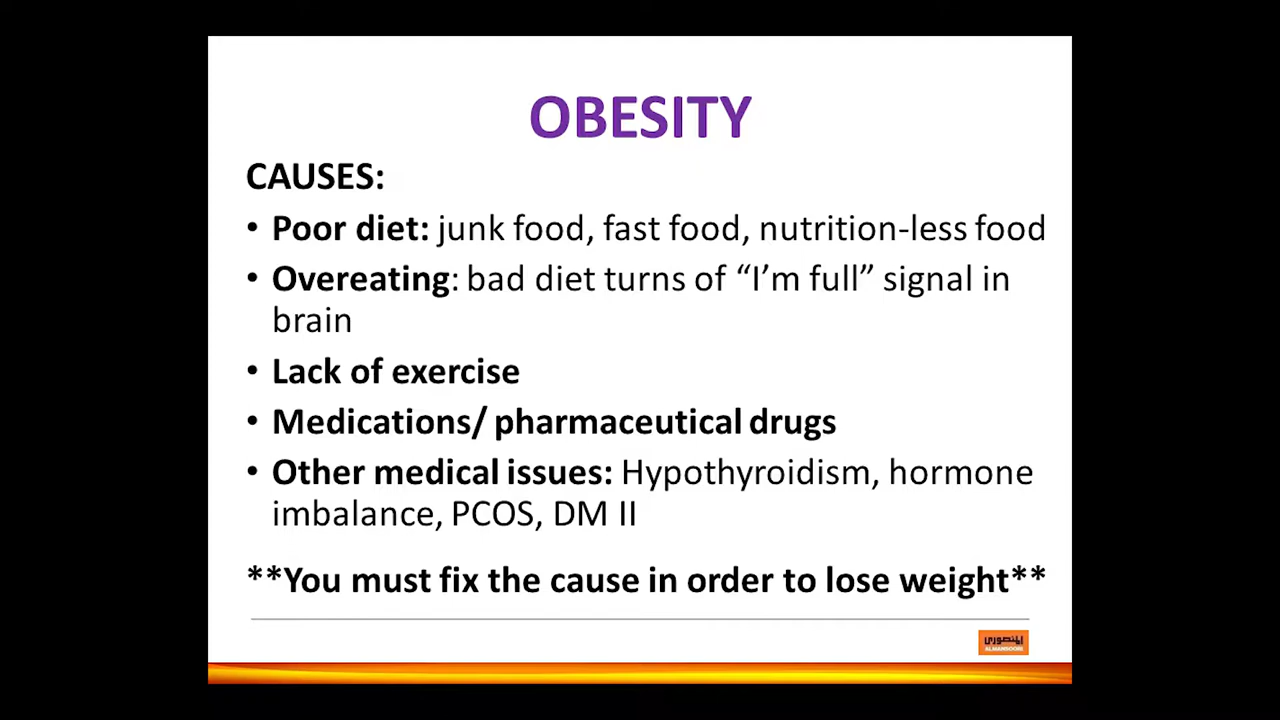 OBESITY
CAUSES:
• Poor diet: junk food, fast food, nutrition-less food
• Overeating: bad diet turns of “I’m full” signal in
brain
• Lack of exercise
• Medications/ pharmaceutical drugs
• Other medical issues: Hypothyroidism, hormone
imbalance, PCOS, DM II
**You must fix the cause in order to lose weight**
المنصوري
ALMANSOORI